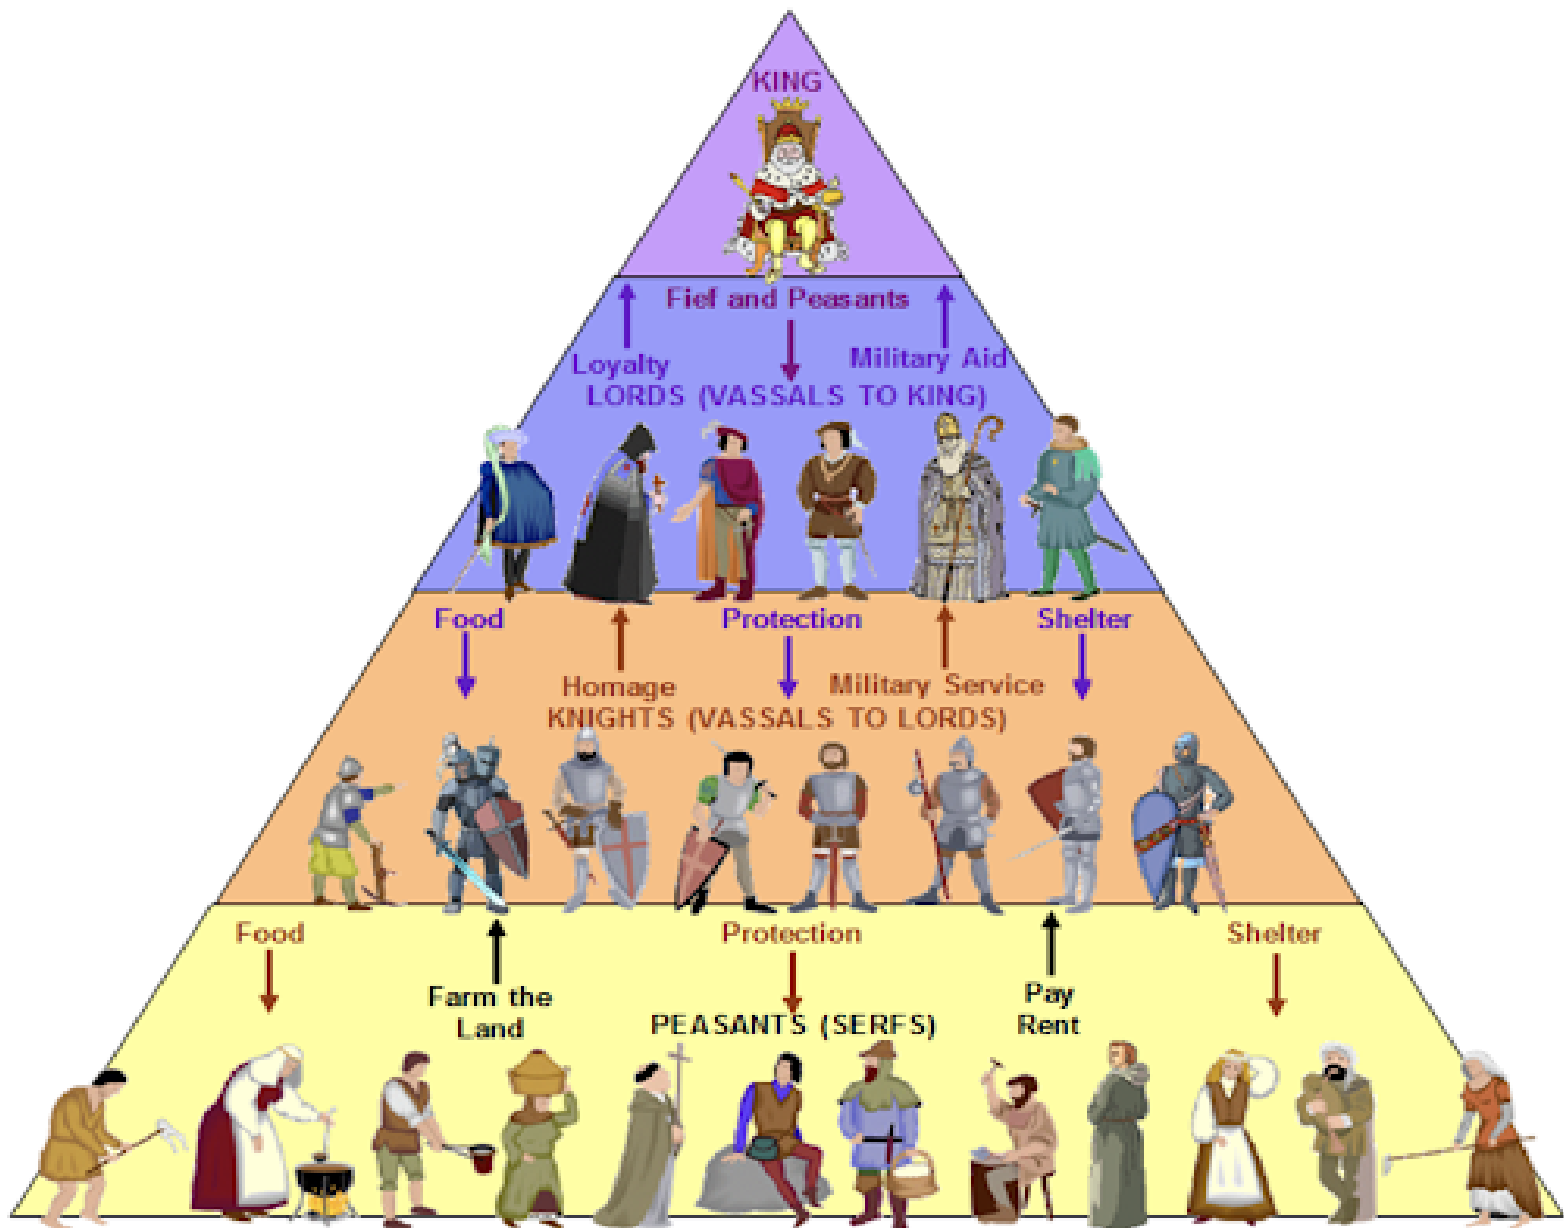 KING
Fief and Peasants
Loyalty
Military Aid
LORDS (VASSALS TO KING)
Food
Protection
Shelter
Homage
Military Service
KNIGHTS (VASSALS TO LORDS)
Food
Protection
Shelter
Farm the
Land
Pay
Rent
PEASANTS (SERFS)